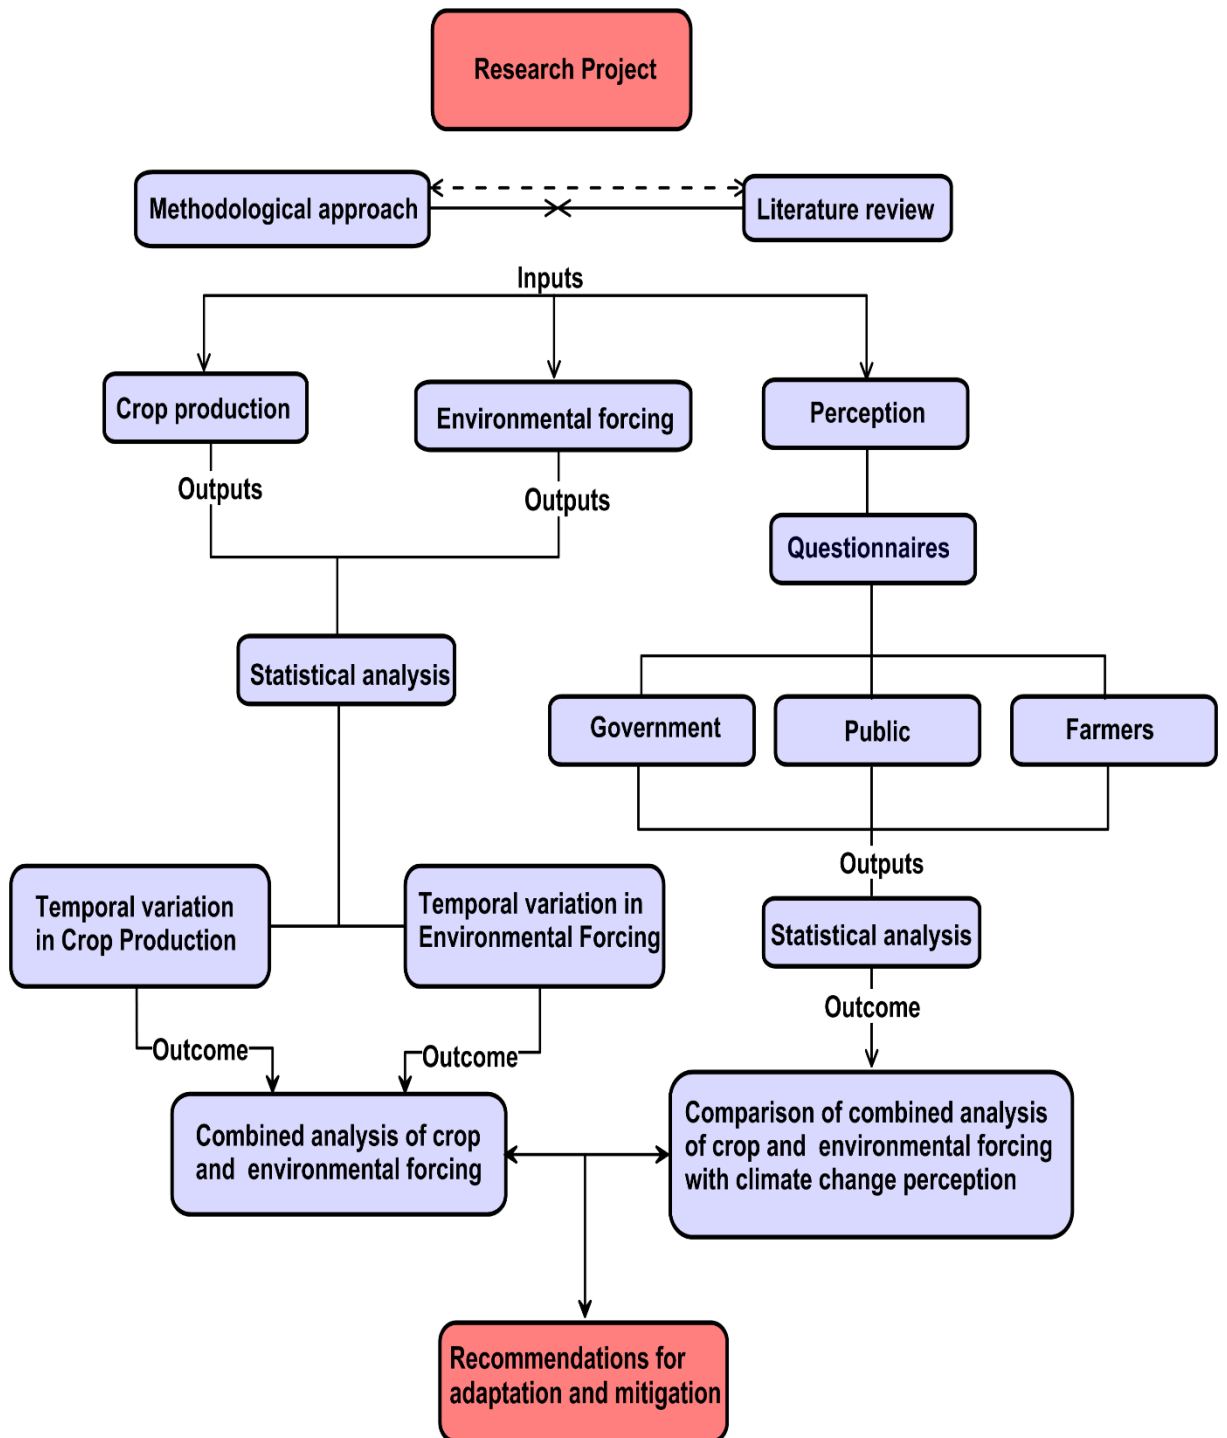 Research Project
Methodological approach
Literature review
Inputs
Crop production
Environmental forcing
Perception
Outputs
Outputs
Questionnaires
Statistical analysis
Government
Public
Farmers
Outputs
Temporal variation
in Crop Production
Temporal variation in
Environmental Forcing
Statistical analysis
Outcome
Outcome
Outcome
Combined analysis of crop
and environmental forcing
Comparison of combined analysis
of crop and environmental forcing
with climate change perception
Recommendations for
adaptation and mitigation